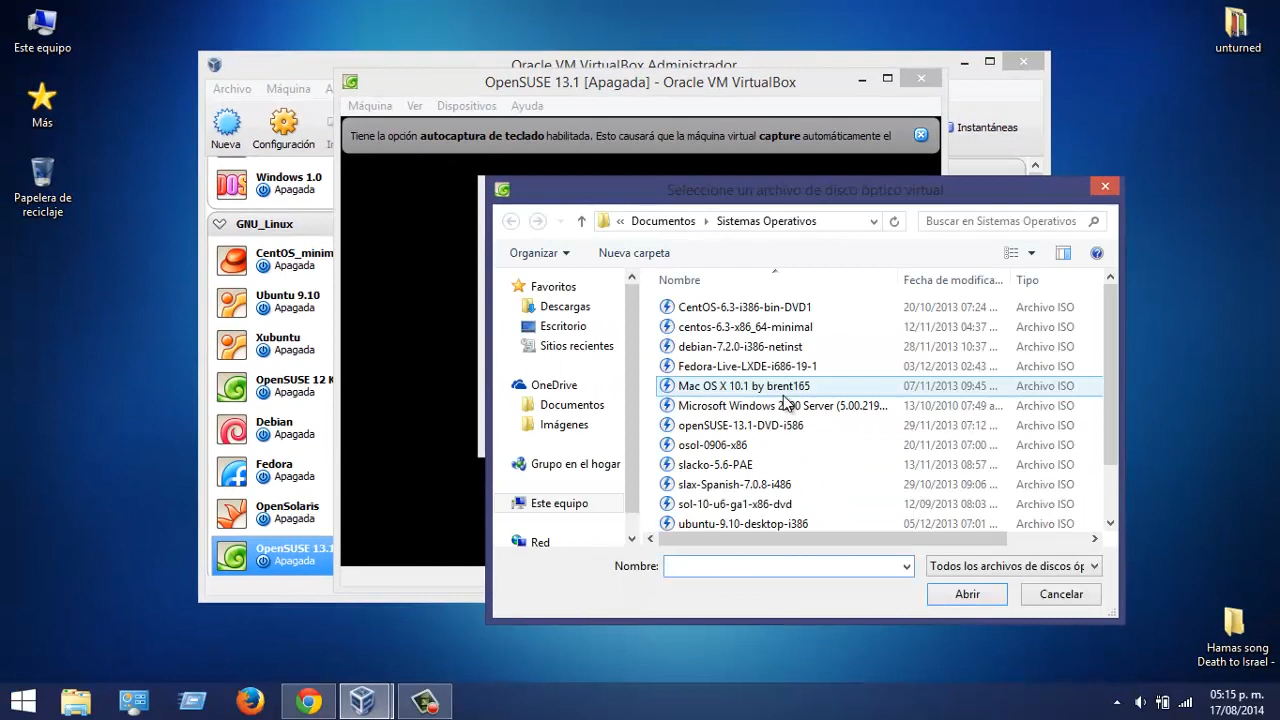 Este equipo
Más
Papelera de
reciclaje
unturned
Hamas song
Death to Israel -
Oracle VM VirtualBox Administrador
Archivo
Máquina
Nueva
Configuración
Instantáneas
Windows 1.0
Apagada
GNU_Linux
CentOS_minim
Apagada
Ubuntu 9.10
Apagada
Xubuntu
Apagada
OpenSUSE 12 K
Apagada
Debian
Apagada
Fedora
Apagada
OpenSolaris
Apagada
OpenSUSE 13.1
Apagada
OpenSUSE 13.1 [Apagada] - Oracle VM VirtualBox
Máquina Ver Dispositivos Ayuda
Tiene la opción autocaptura de teclado habilitada. Esto causará que la máquina virtual capture automáticamente el
Seleccione un archivo de disco óptico virtual
« Documentos Sistemas Operativos
Buscar en Sistemas Operativos
Organizar Nueva carpeta
Favoritos
Descargas
Escritorio
Sitios recientes
OneDrive
Documentos
Imágenes
Grupo en el hogar
Este equipo
Red
Nombre Fecha de modifica... Tipo
CentOS-6.3-i386-bin-DVD1 20/10/2013 07:24 ... Archivo ISO
centos-6.3-x86_64-minimal 12/11/2013 04:37 ... Archivo ISO
debian-7.2.0-i386-netinst 28/11/2013 07:12 ... Archivo ISO
Fedora-Live-LXDE-i686-19-1 03/12/2013 02:43 ... Archivo ISO
Mac OS X 10.1 by brent165 07/11/2013 09:45 ... Archivo ISO
Microsoft Windows Server (5.00.219... 13/10/2010 07:49 a... Archivo ISO
openSUSE-13.1-DVD-i586 29/11/2013 07:12 ... Archivo ISO
osol-0906-x86 20/11/2013 07:00 ... Archivo ISO
slacko-5.6-PAE 13/11/2013 08:57 ... Archivo ISO
slax-Spanish-7.0.8-i486 29/10/2013 09:06 ... Archivo ISO
sol-10-u6-ga1-x86-dvd 12/09/2013 08:03 ... Archivo ISO
ubuntu-9.10-desktop-i386 05/12/2013 07:01 ... Archivo ISO
Nombre:
Todos los archivos de discos óp
Abrir
Cancelar
05:15 p. m.
17/08/2014